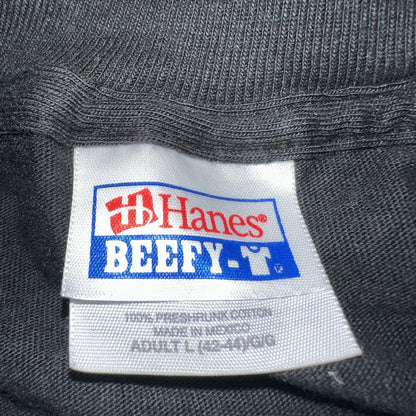 H Hanes®
BEEFY-T
100% PRESHRUNK COTTON
MADE IN MEXICO
ADULT L (42-44)/G/G